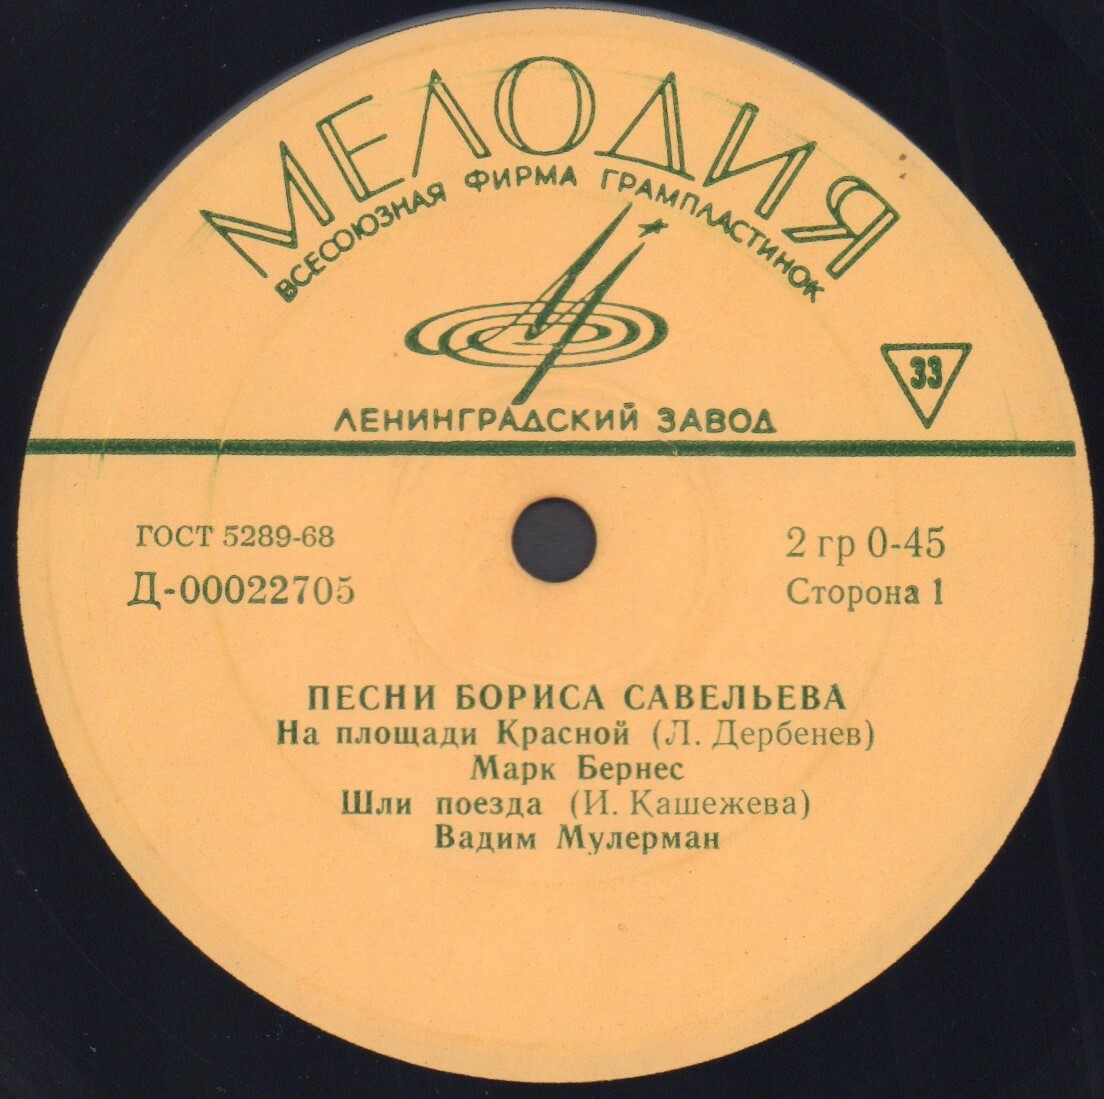 МЕЛОДИЯ
ВСЕСОЮЗНАЯ ФИРМА ГРАМПЛАСТИНОК
33
ЛЕНИНГРАДСКИЙ ЗАВОД
ГОСТ 5289-68
2 гр 0-45
Д-00022705
Сторона 1
ПЕСНИ БОРИСА САВЕЛЬЕВА
На площади Красной (Л. Дербенев)
Марк Бернес
Шли поезда (И. Кашежева)
Вадим Мулерман